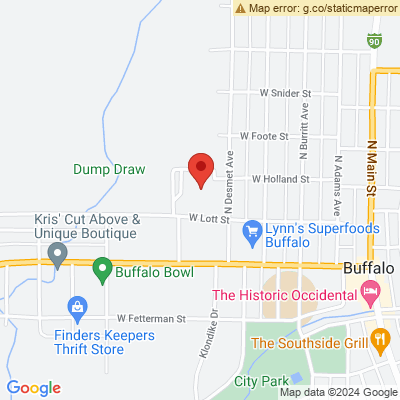 Map error: g.co/staticmaperror
90
W Snider St
N Burritt Ave
N Main St
W Foote St
Dump Draw
N Desmet Ave
W Holland St
N Adams Ave
Kris' Cut Above &
Unique Boutique
W Lott St
Lynn's Superfoods
Buffalo
Buffalo Bowl
Buffalo
The Historic Occidental
W Fetterman St
Klondike Dr
Finders Keepers
Thrift Store
The Southside Grill
City Park
Google
Map data ©2024 Google